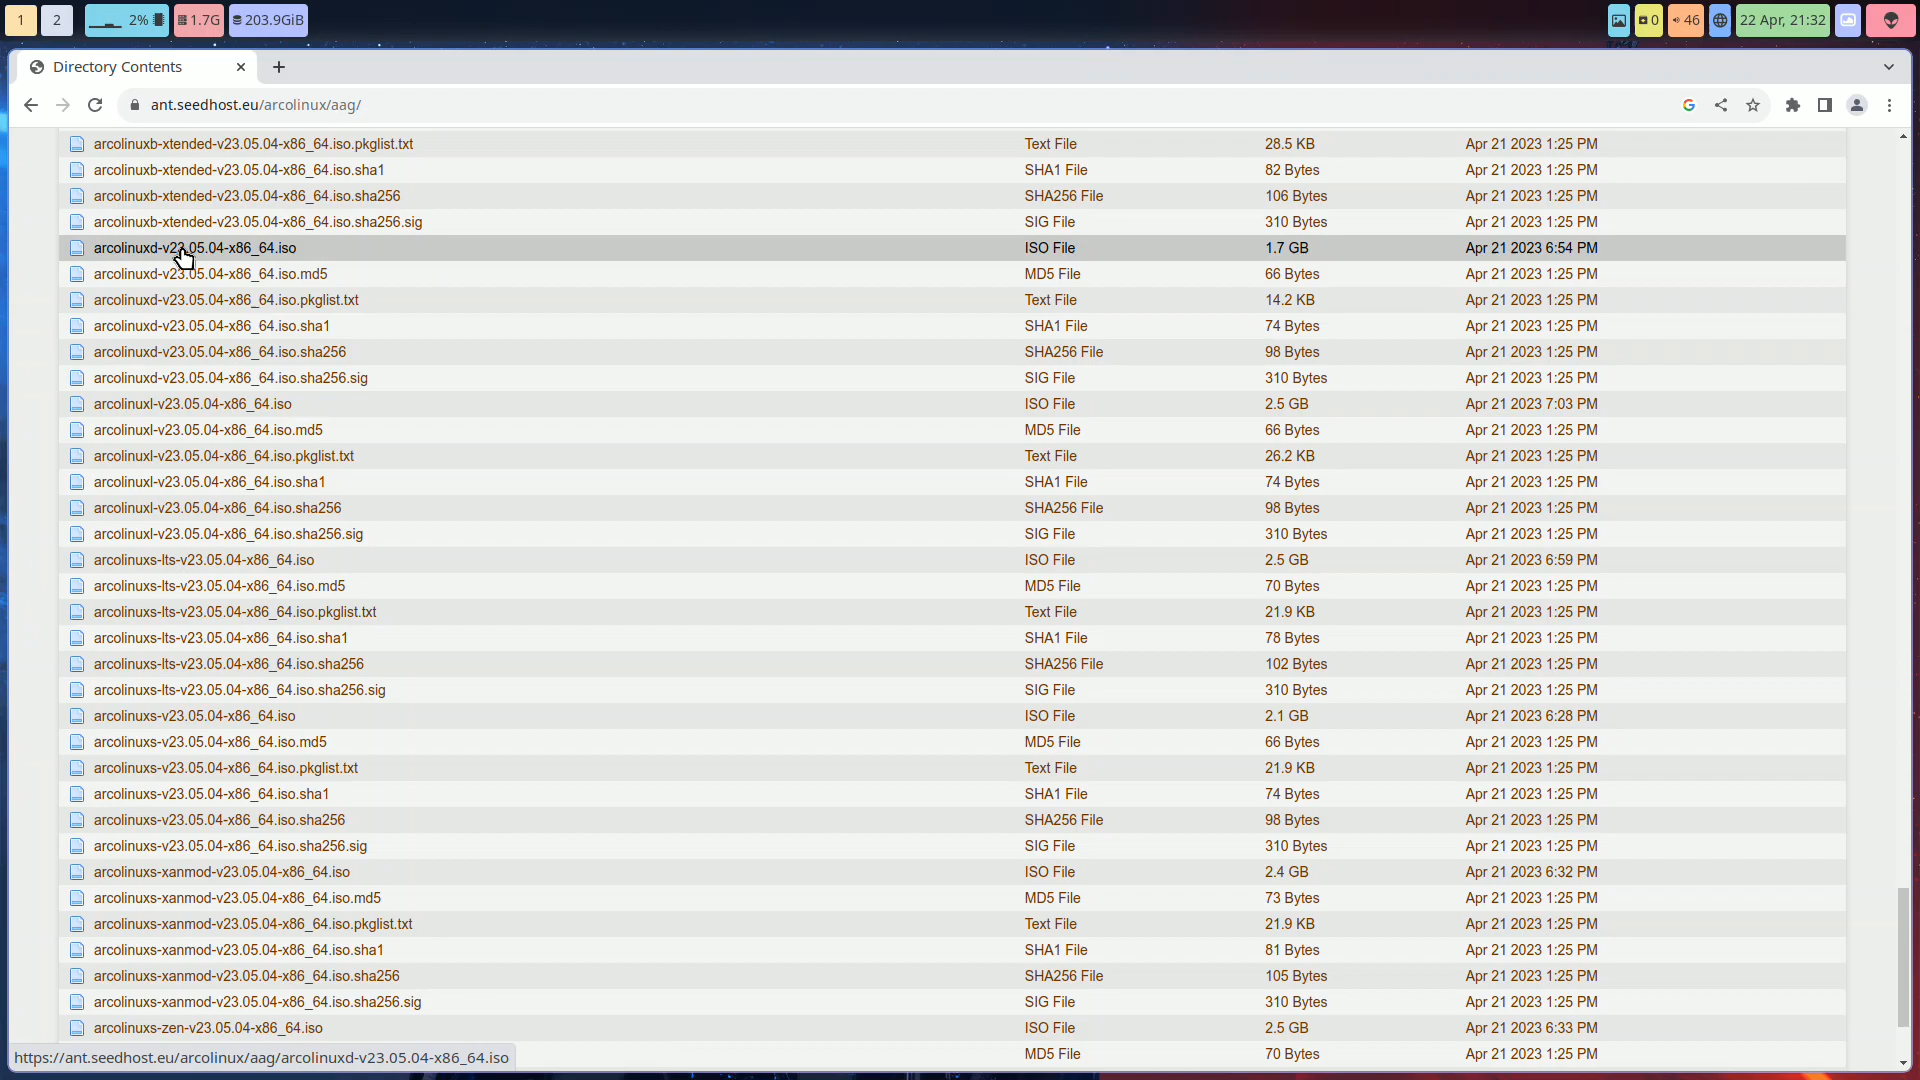 1 2 2% 1.7G 203.9GiB 0 46 22 Apr, 21:32
Directory Contents
ant.seedhost.eu/arcolinux/aag/
arcolinuxb-xtended-v23.05.04-x86_64.iso.pkglist.txt Text File 28.5 KB Apr 21 2023 1:25 PM
arcolinuxb-xtended-v23.05.04-x86_64.iso.sha1 SHA1 File 82 Bytes Apr 21 2023 1:25 PM
arcolinuxb-xtended-v23.05.04-x86_64.iso.sha256 SHA256 File 106 Bytes Apr 21 2023 1:25 PM
arcolinuxb-xtended-v23.05.04-x86_64.iso.sha256.sig SIG File 310 Bytes Apr 21 2023 1:25 PM
arcolinuxd-v23.05.04-x86_64.iso ISO File 1.7 GB Apr 21 2023 6:54 PM
arcolinuxd-v23.05.04-x86_64.iso.md5 MD5 File 66 Bytes Apr 21 2023 1:25 PM
arcolinuxd-v23.05.04-x86_64.iso.pkglist.txt Text File 14.2 KB Apr 21 2023 1:25 PM
arcolinuxd-v23.05.04-x86_64.iso.sha1 SHA1 File 74 Bytes Apr 21 2023 1:25 PM
arcolinuxd-v23.05.04-x86_64.iso.sha256 SHA256 File 98 Bytes Apr 21 2023 1:25 PM
arcolinuxd-v23.05.04-x86_64.iso.sha256.sig SIG File 310 Bytes Apr 21 2023 1:25 PM
arcolinuxl-v23.05.04-x86_64.iso ISO File 2.5 GB Apr 21 2023 7:03 PM
arcolinuxl-v23.05.04-x86_64.iso.md5 MD5 File 66 Bytes Apr 21 2023 1:25 PM
arcolinuxl-v23.05.04-x86_64.iso.pkglist.txt Text File 26.2 KB Apr 21 2023 1:25 PM
arcolinuxl-v23.05.04-x86_64.iso.sha1 SHA1 File 74 Bytes Apr 21 2023 1:25 PM
arcolinuxl-v23.05.04-x86_64.iso.sha256 SHA256 File 98 Bytes Apr 21 2023 1:25 PM
arcolinuxl-v23.05.04-x86_64.iso.sha256.sig SIG File 310 Bytes Apr 21 2023 1:25 PM
arcolinuxs-lts-v23.05.04-x86_64.iso ISO File 2.5 GB Apr 21 2023 6:59 PM
arcolinuxs-lts-v23.05.04-x86_64.iso.md5 MD5 File 70 Bytes Apr 21 2023 1:25 PM
arcolinuxs-lts-v23.05.04-x86_64.iso.pkglist.txt Text File 21.9 KB Apr 21 2023 1:25 PM
arcolinuxs-lts-v23.05.04-x86_64.iso.sha1 SHA1 File 78 Bytes Apr 21 2023 1:25 PM
arcolinuxs-lts-v23.05.04-x86_64.iso.sha256 SHA256 File 102 Bytes Apr 21 2023 1:25 PM
arcolinuxs-lts-v23.05.04-x86_64.iso.sha256.sig SIG File 310 Bytes Apr 21 2023 1:25 PM
arcolinuxs-v23.05.04-x86_64.iso ISO File 2.1 GB Apr 21 2023 6:28 PM
arcolinuxs-v23.05.04-x86_64.iso.md5 MD5 File 66 Bytes Apr 21 2023 1:25 PM
arcolinuxs-v23.05.04-x86_64.iso.pkglist.txt Text File 21.9 KB Apr 21 2023 1:25 PM
arcolinuxs-v23.05.04-x86_64.iso.sha1 SHA1 File 74 Bytes Apr 21 2023 1:25 PM
arcolinuxs-v23.05.04-x86_64.iso.sha256 SHA256 File 98 Bytes Apr 21 2023 1:25 PM
arcolinuxs-v23.05.04-x86_64.iso.sha256.sig SIG File 310 Bytes Apr 21 2023 1:25 PM
arcolinuxs-xanmod-v23.05.04-x86_64.iso ISO File 2.4 GB Apr 21 2023 6:32 PM
arcolinuxs-xanmod-v23.05.04-x86_64.iso.md5 MD5 File 73 Bytes Apr 21 2023 1:25 PM
arcolinuxs-xanmod-v23.05.04-x86_64.iso.pkglist.txt Text File 21.9 KB Apr 21 2023 1:25 PM
arcolinuxs-xanmod-v23.05.04-x86_64.iso.sha1 SHA1 File 81 Bytes Apr 21 2023 1:25 PM
arcolinuxs-xanmod-v23.05.04-x86_64.iso.sha256 SHA256 File 105 Bytes Apr 21 2023 1:25 PM
arcolinuxs-xanmod-v23.05.04-x86_64.iso.sha256.sig SIG File 310 Bytes Apr 21 2023 1:25 PM
arcolinuxs-zen-v23.05.04-x86_64.iso ISO File 2.5 GB Apr 21 2023 6:33 PM
MD5 File 70 Bytes Apr 21 2023 1:25 PM
https://ant.seedhost.eu/arcolinux/aag/arcolinuxd-v23.05.04-x86_64.iso